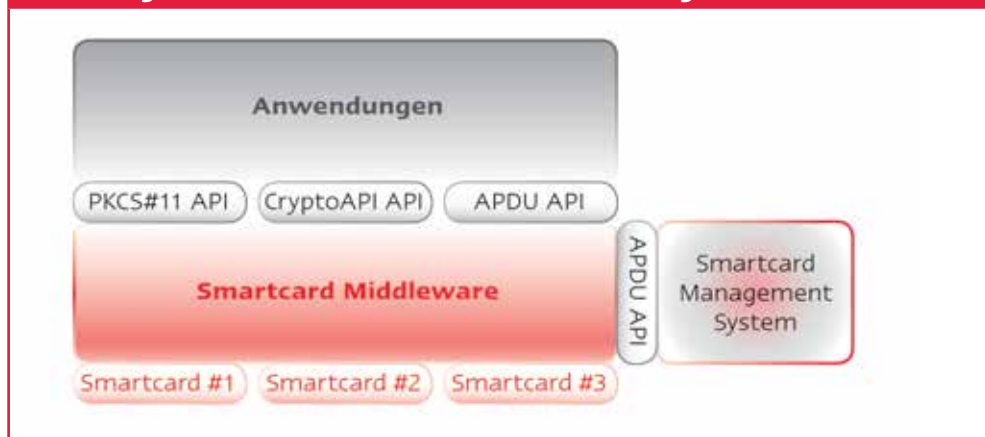 Anwendungen
PKCS#11 API
CryptoAPI API
APDU API
Smartcard Middleware
APDU API
Smartcard
Management
System
Smartcard #1
Smartcard #2
Smartcard #3